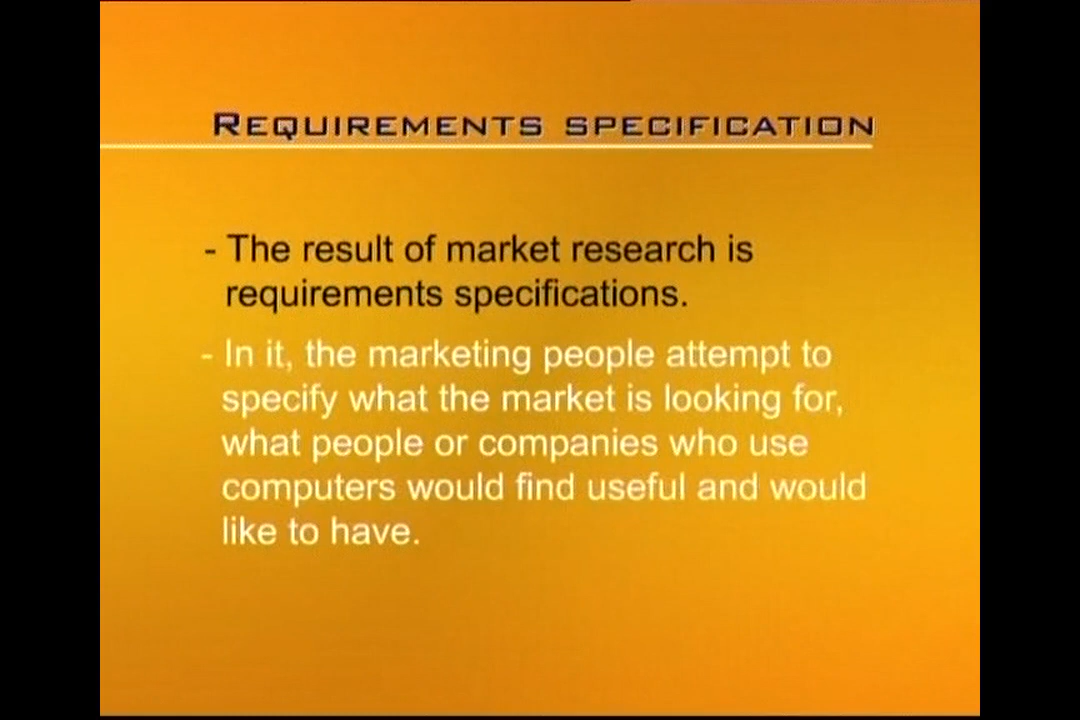 REQUIREMENTS SPECIFICATION
- The result of market research is
requirements specifications.
- In it, the marketing people attempt to
specify what the market is looking for,
what people or companies who use
computers would find useful and would
like to have.